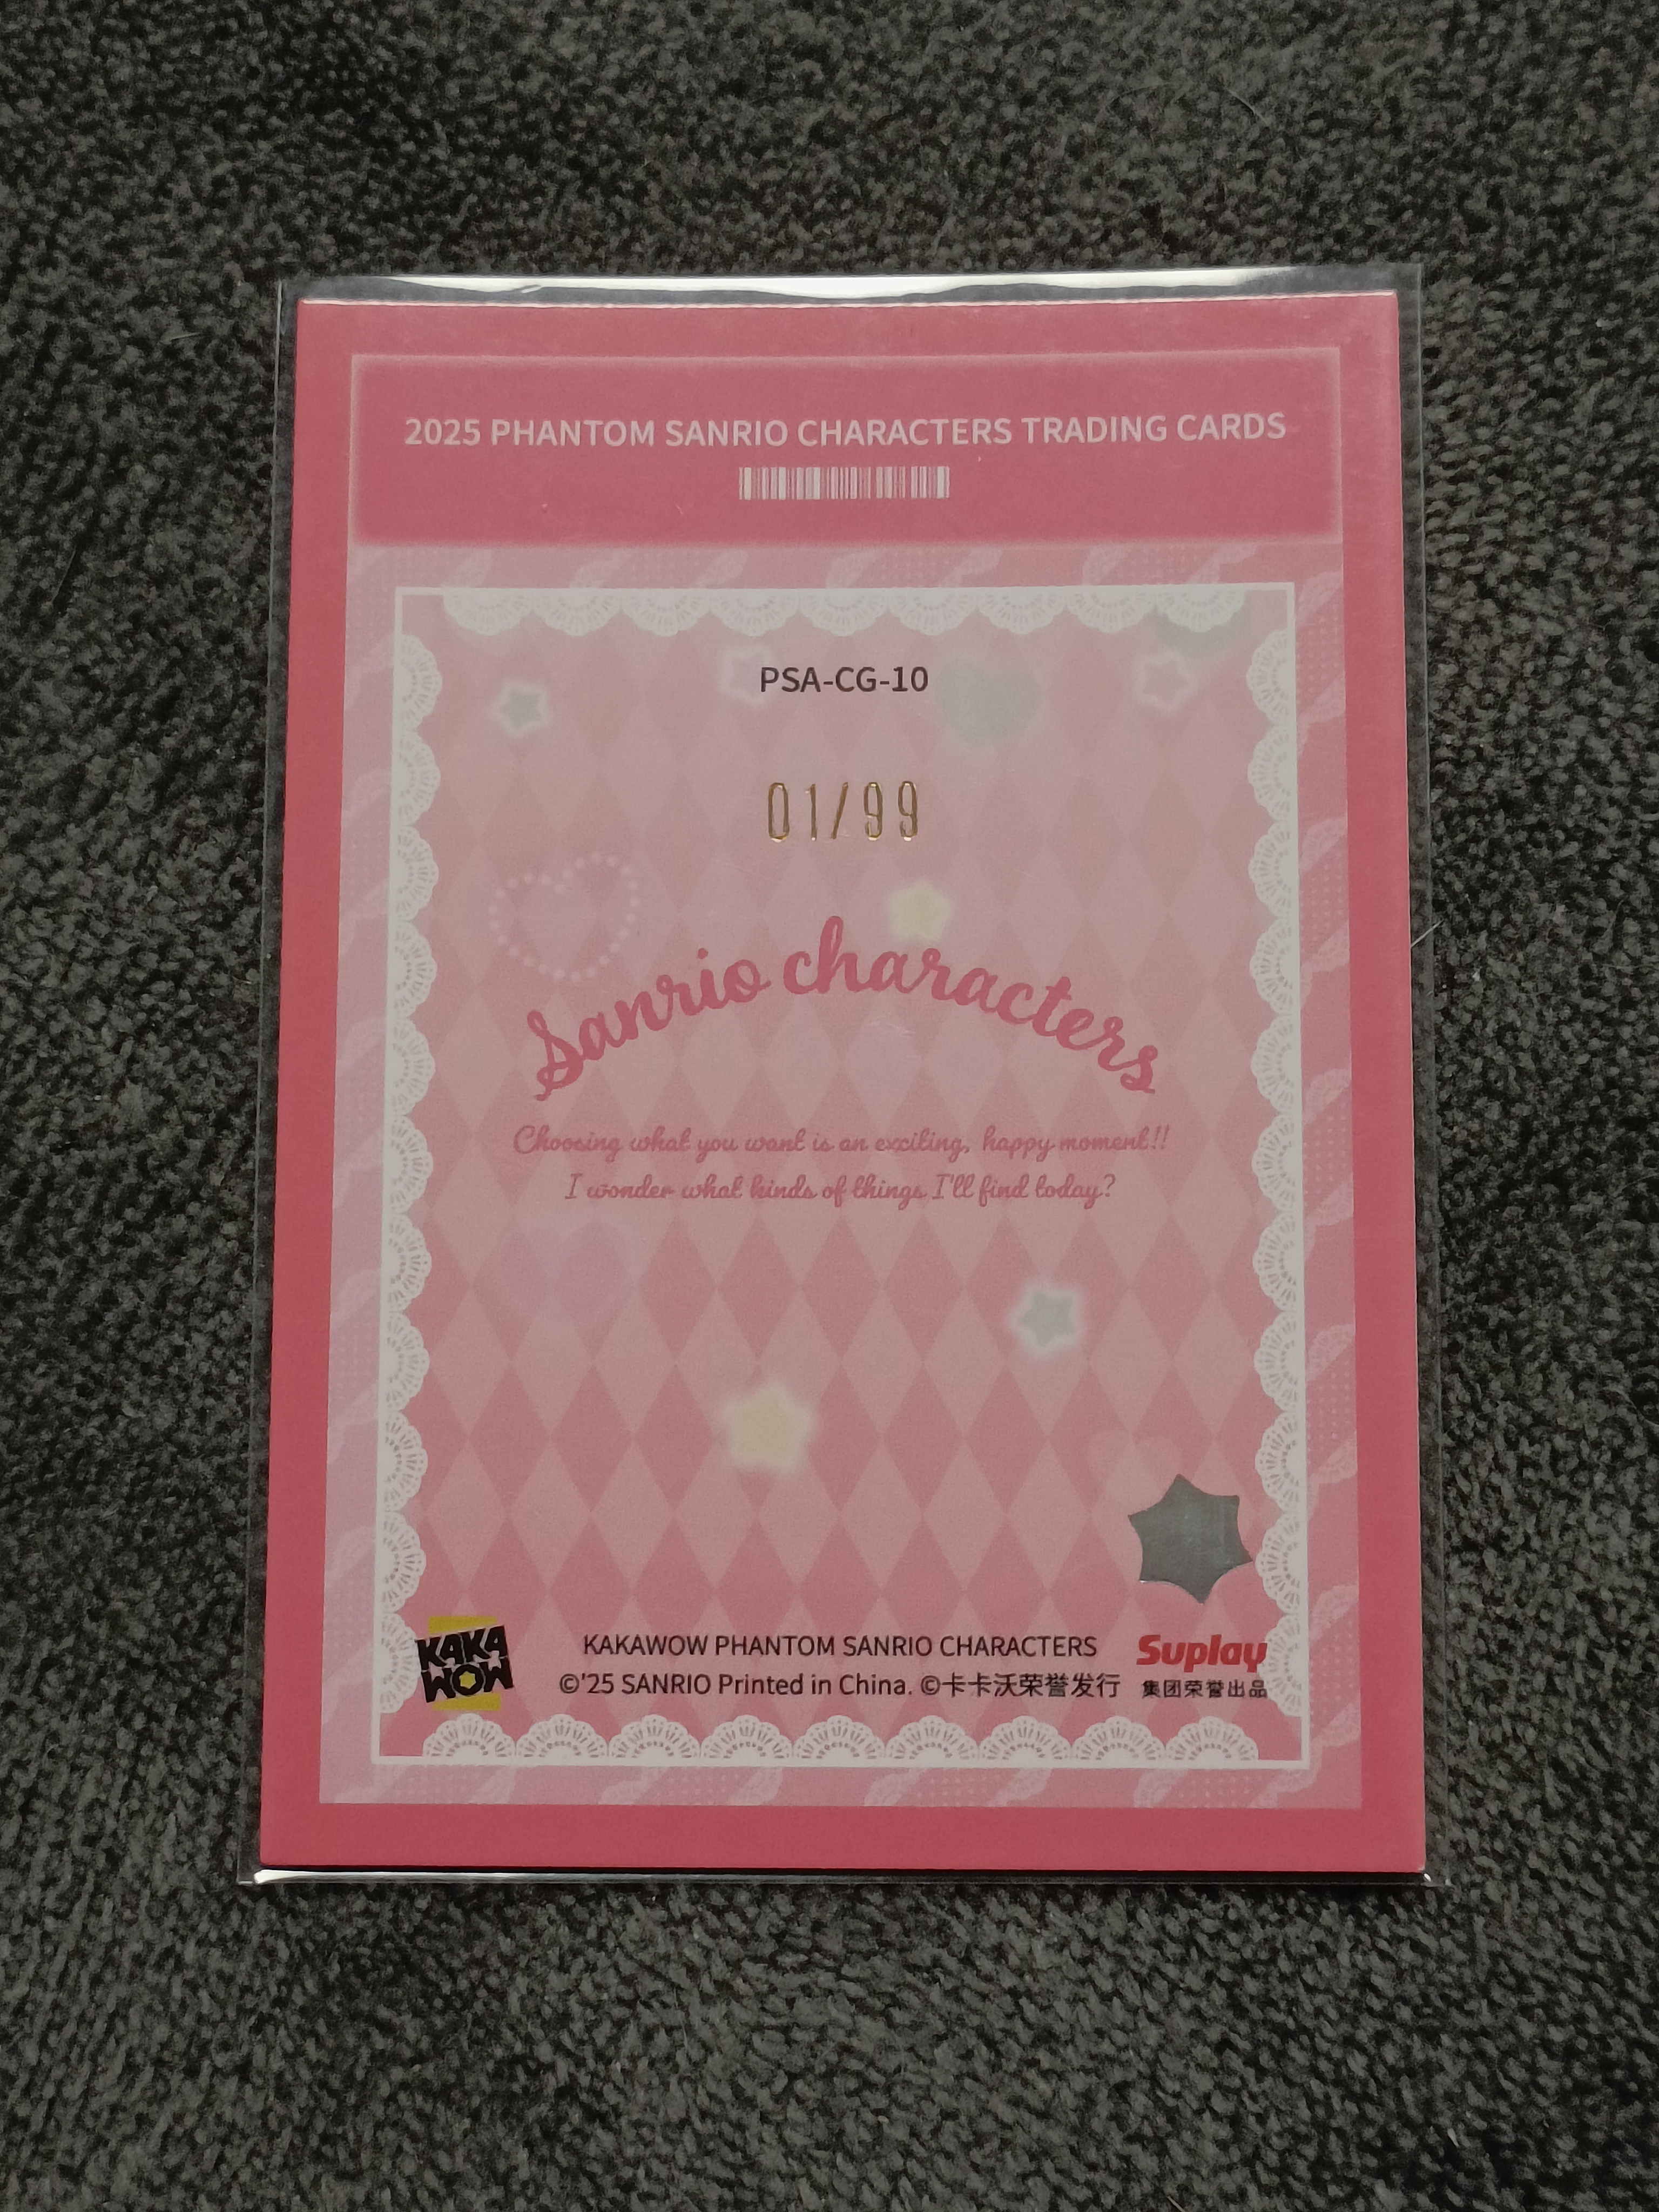 2025 PHANTOM SANRIO CHARACTERS TRADING CARDS
PSA-CG-10
01/99
Sanrio characters
Choosing what you want is an exciting, happy moment!!
I wonder what kinds of things I'll find today?
KAKA
WOW
KAKAWOW PHANTOM SANRIO CHARACTERS
©'25 SANRIO Printed in China. ©卡卡沃荣誉发行
Suplay
集团荣誉出品